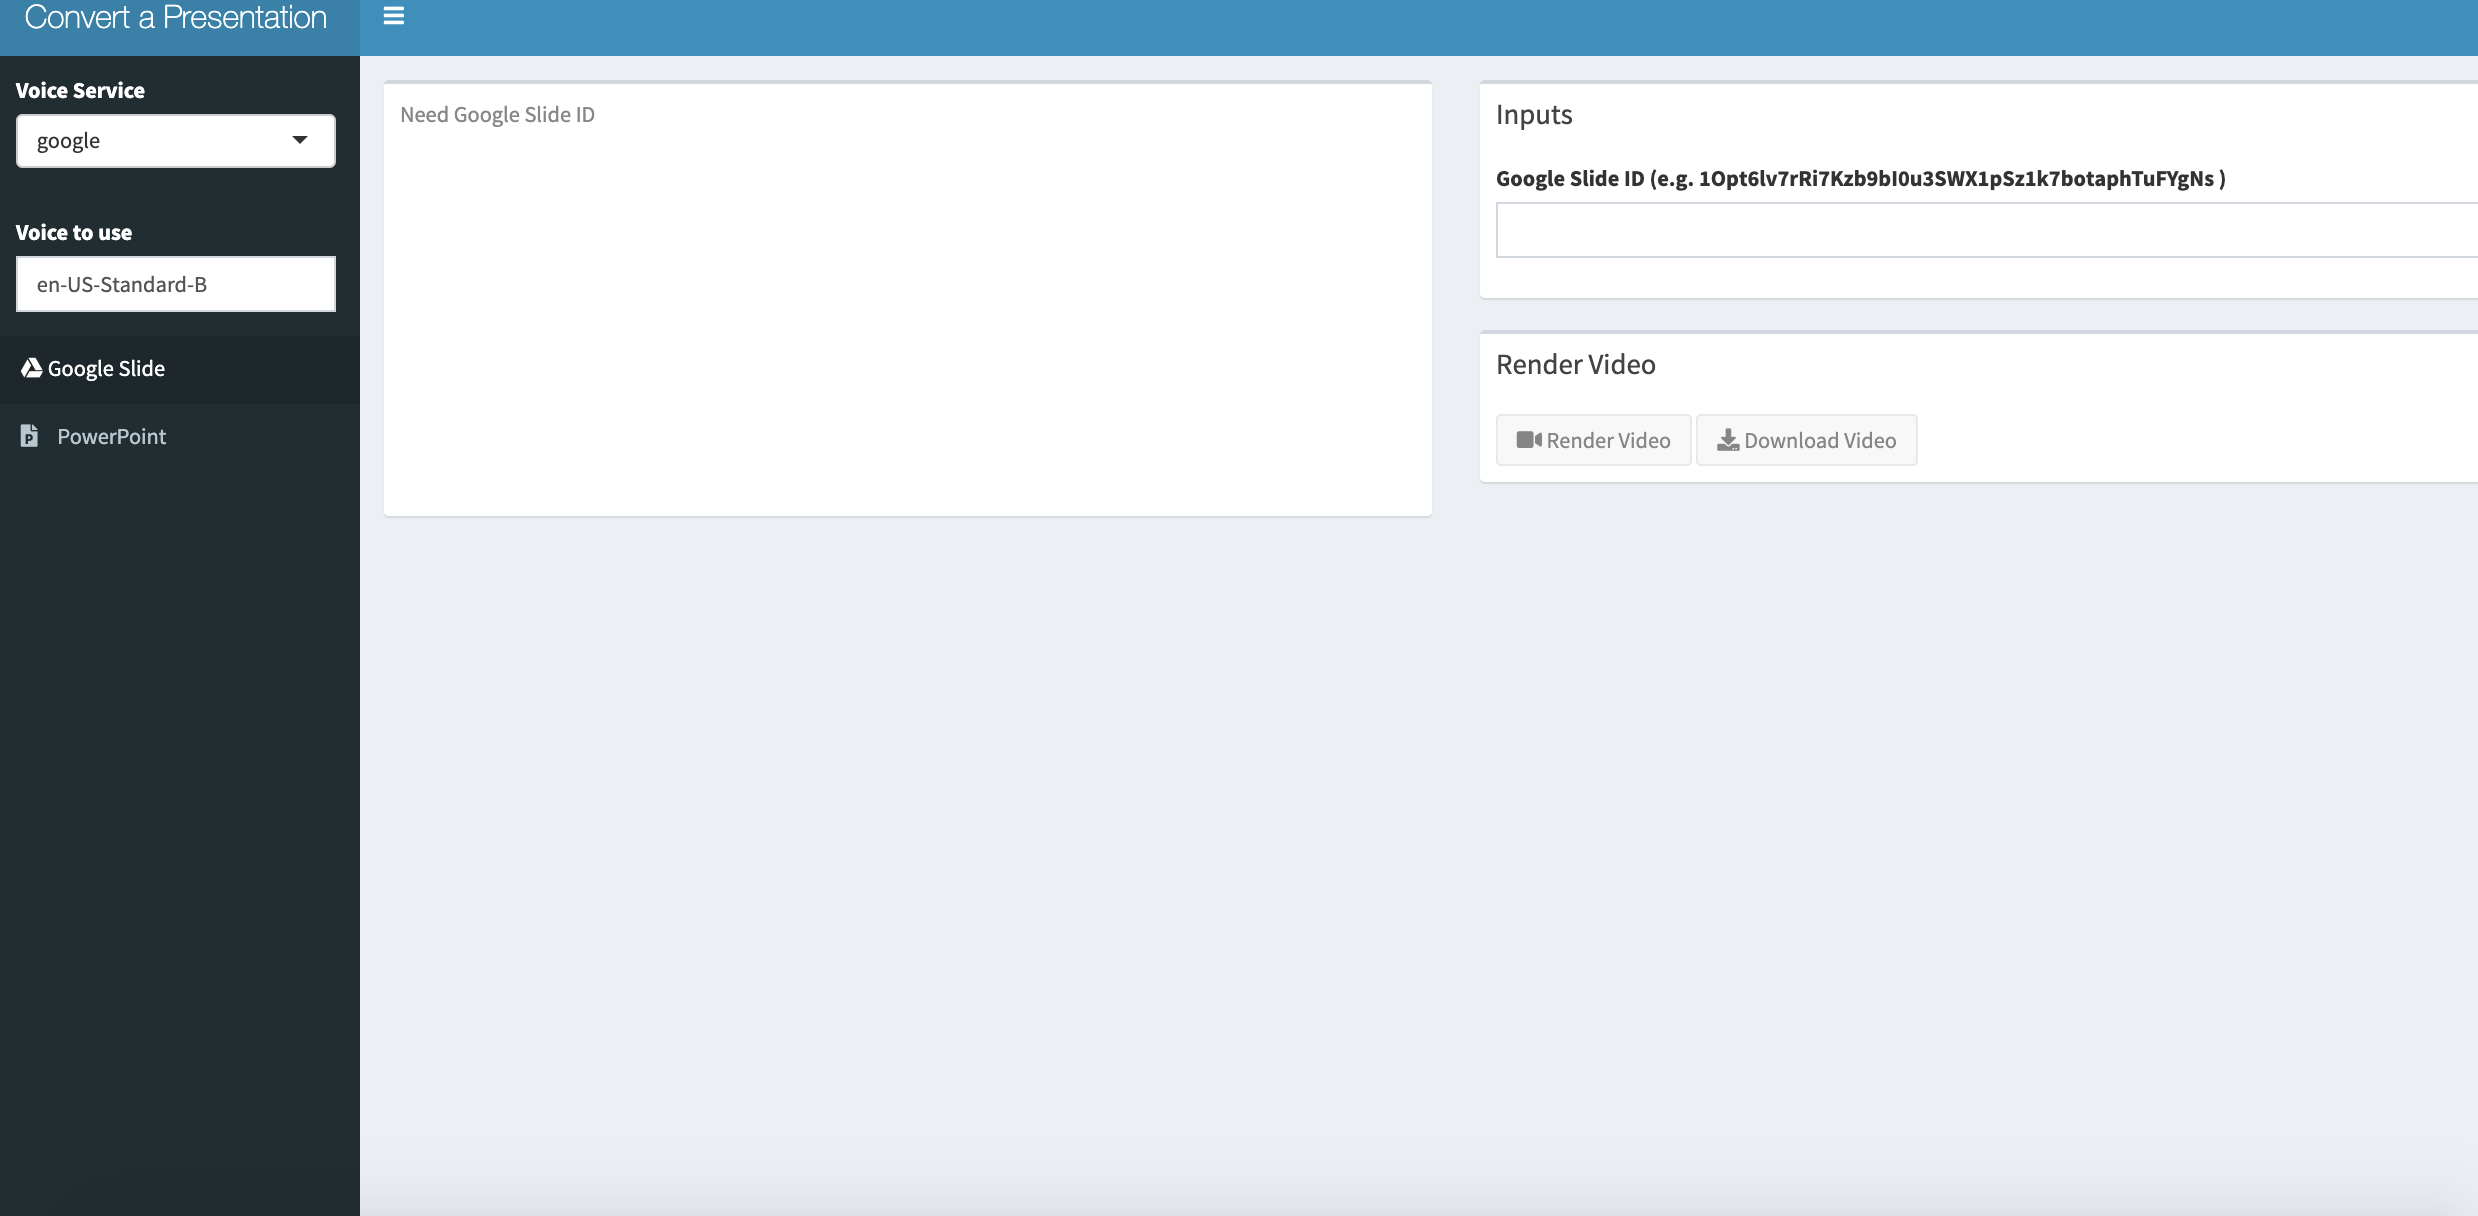 Convert a Presentation
Voice Service
google
Voice to use
en-US-Standard-B
Google Slide
PowerPoint
Need Google Slide ID
Inputs
Google Slide ID (e.g. 1Opt6lv7rRi7Kzb9bI0u3SWX1pSz1k7botaphTuFYgNs )
Render Video
Render Video
Download Video